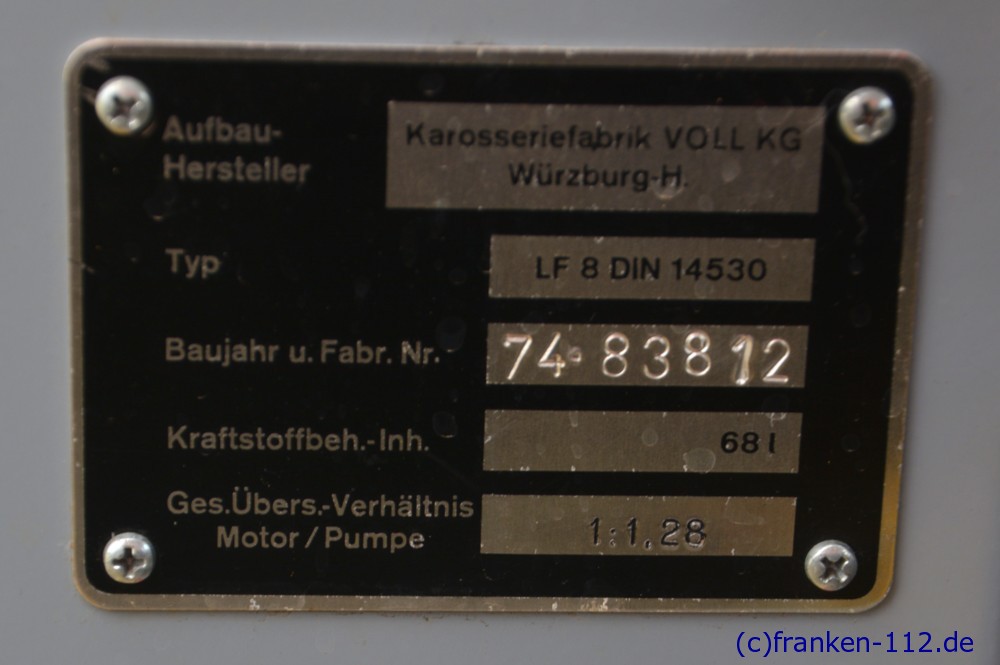 Aufbau-
Hersteller
Karosseriefabrik VOLL KG
Würzburg-H.
Typ
LF 8 DIN 14530
Baujahr u. Fabr. Nr.
74-83812
Kraftstoffbeh.-Inh.
68 l
Ges.Übers.-Verhältnis
Motor / Pumpe
1:1,28
(c)franken-112.de